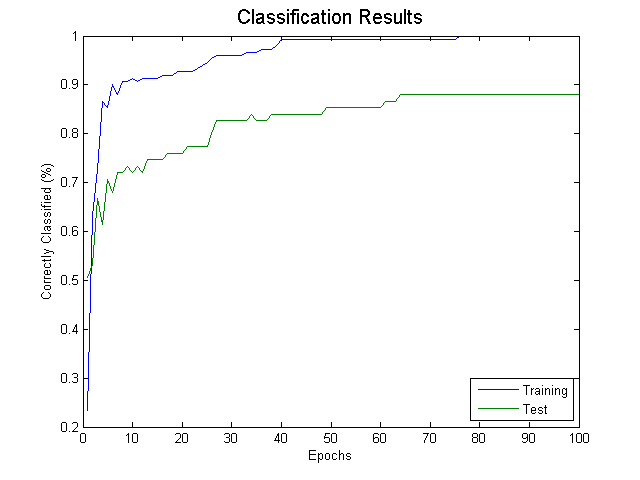 Classification Results
1
0.9
0.8
0.7
0.6
0.5
0.4
0.3
0.2
Correctly Classified (%)
0 10 20 30 40 50 60 70 80 90 100
Epochs
Training
Test